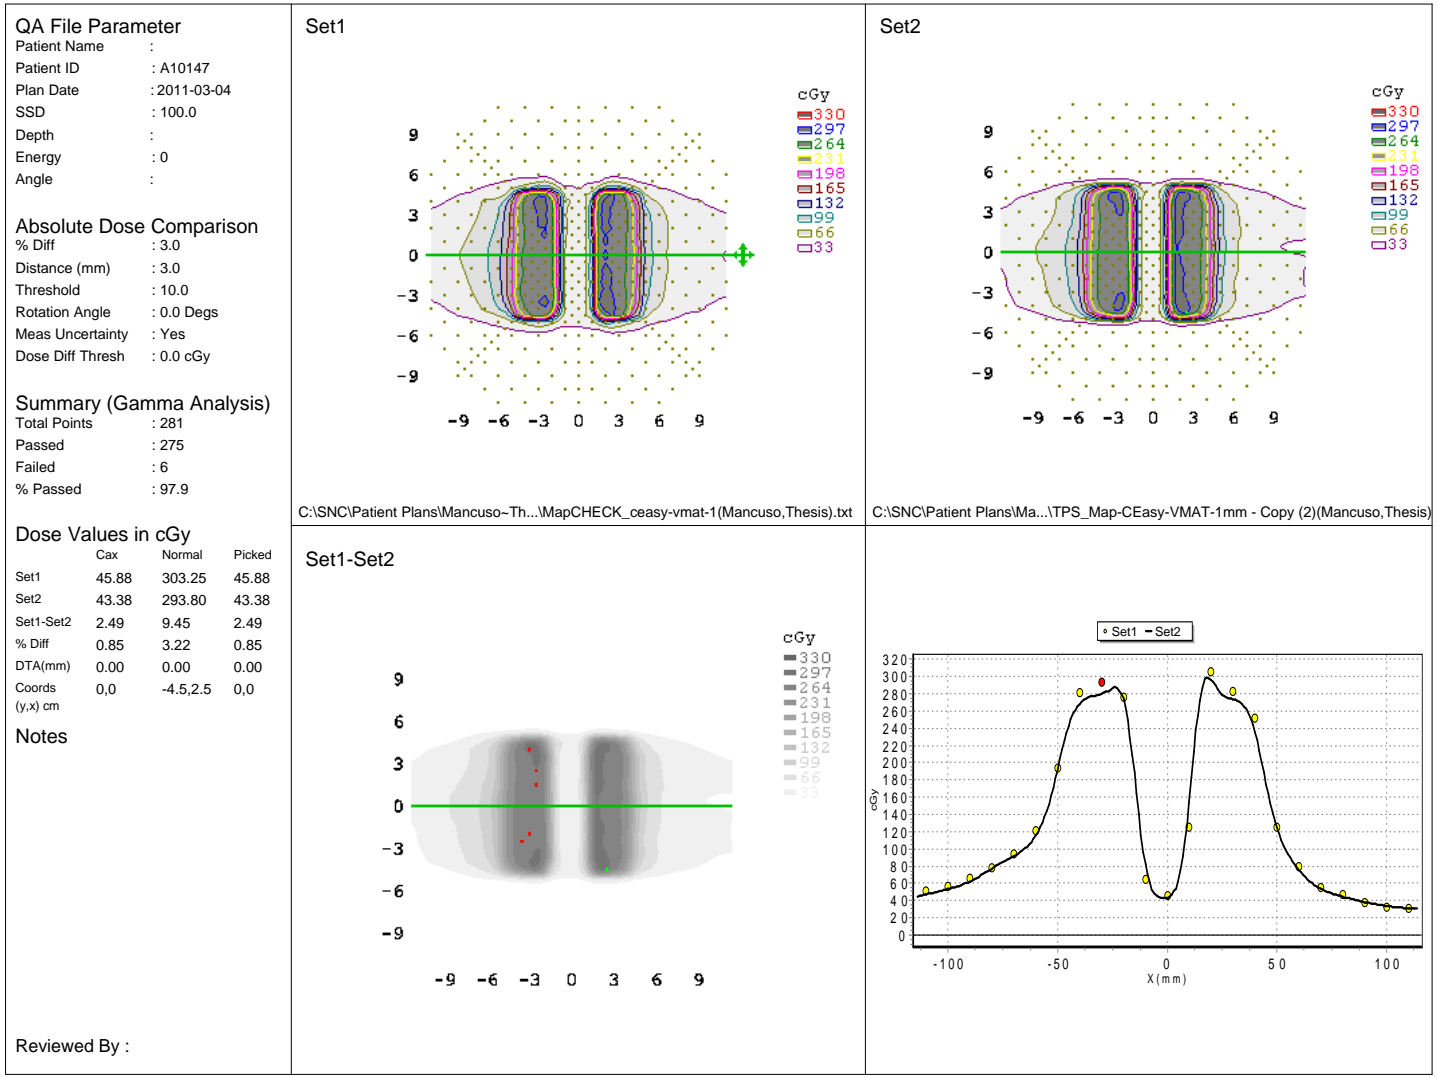 QA File Parameter
Patient Name :
Patient ID : A10147
Plan Date : 2011-03-04
SSD : 100.0
Depth :
Energy : 0
Angle :
Absolute Dose Comparison
% Diff : 3.0
Distance (mm) : 3.0
Threshold : 10.0
Rotation Angle : 0.0 Degs
Meas Uncertainty : Yes
Dose Diff Thresh : 0.0 cGy
Summary (Gamma Analysis)
Total Points : 281
Passed : 275
Failed : 6
% Passed : 97.9
Dose Values in cGy
Cax Normal Picked
Set1 45.88 303.25 45.88
Set2 43.38 293.80 43.38
Set1-Set2 2.49 9.45 2.49
% Diff 0.85 3.22 0.85
DTA(mm) 0.00 0.00 0.00
Coords 0,0 -4.5,2.5 0,0
(y,x) cm
Notes
Reviewed By :
Set1
cGy
330
297
264
231
198
165
132
99
66
33
9
6
3
0
-3
-6
-9
-9 -6 -3 0 3 6 9
C:\SNC\Patient Plans\Mancuso~Th...\MapCHECK_ceasy-vmat-1(Mancuso,Thesis).txt
Set2
cGy
330
297
264
231
198
165
132
99
66
33
9
6
3
0
-3
-6
-9
-9 -6 -3 0 3 6 9
C:\SNC\Patient Plans\Ma...\TPS_Map-CEasy-VMAT-1mm - Copy (2)(Mancuso,Thesis)
Set1-Set2
cGy
330
297
264
231
198
165
132
99
66
33
9
6
3
0
-3
-6
-9
-9 -6 -3 0 3 6 9
Set1 Set2
320
300
280
260
240
220
200
180
160
140
120
100
80
60
40
20
0
cGy
-100 -50 0 50 100
X(mm)